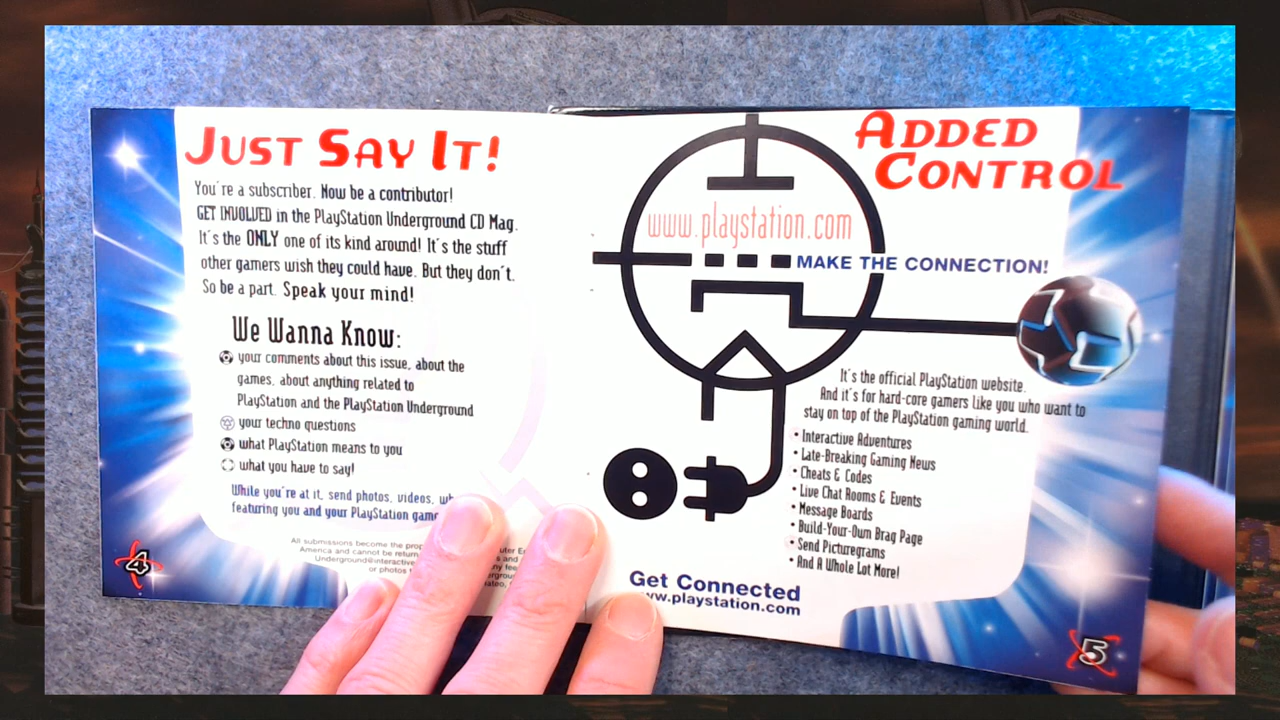 JUST SAY IT!
You're a subscriber. Now be a contributor!
GET INVOLVED in the PlayStation Underground CD Mag.
It's the ONLY one of its kind around! It's the stuff
other gamers wish they could have. But they don't.
So be a part. Speak your mind!
We Wanna Know:
your comments about this issue, about the
games, about anything related to
PlayStation and the PlayStation Underground
your techno questions
what PlayStation means to you
what you have to say!
While you're at it, send photos, videos,
featuring you and your PlayStation
All submissions become the
America and cannot be
Underground@interactive
or photos
4
ADDED
CONTROL
www.playstation.com
MAKE THE CONNECTION!
It's the official PlayStation website.
And it's for hard-core gamers like you who want to
stay on top of the PlayStation gaming world.
• Interactive Adventures
• Late-Breaking Gaming News
• Cheats & Codes
• Live Chat Rooms & Events
• Message Boards
• Build-Your-Own Brag Page
• Send Picturegrams
• And A Whole Lot More!
Get Connected
www.playstation.com
5